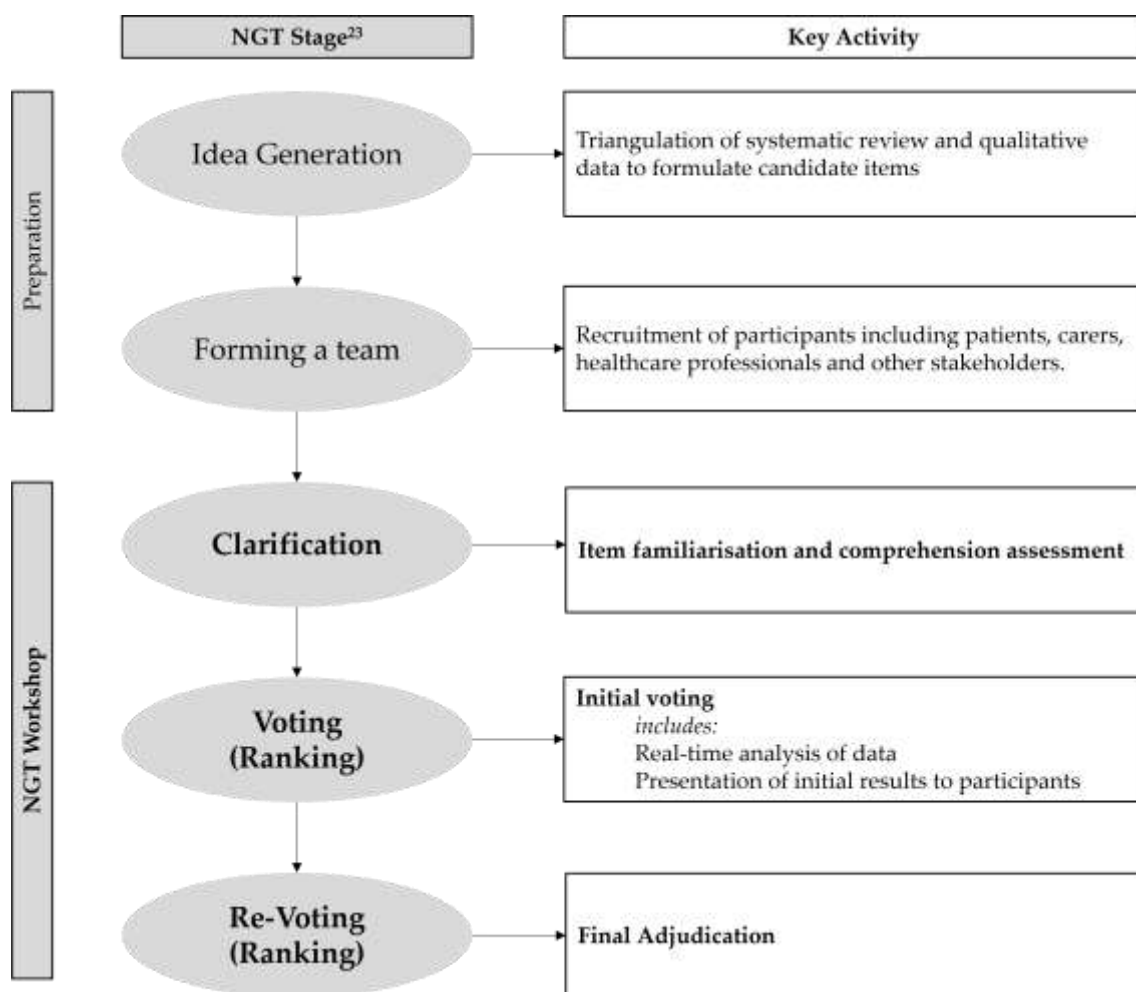 NGT Stage²³
Key Activity
Preparation
Idea Generation
Triangulation of systematic review and qualitative
data to formulate candidate items
Forming a team
Recruitment of participants including patients, carers,
healthcare professionals and other stakeholders.
NGT Workshop
Clarification
Item familiarisation and comprehension assessment
Voting
(Ranking)
Initial voting
includes:
Real-time analysis of data
Presentation of initial results to participants
Re-Voting
(Ranking)
Final Adjudication